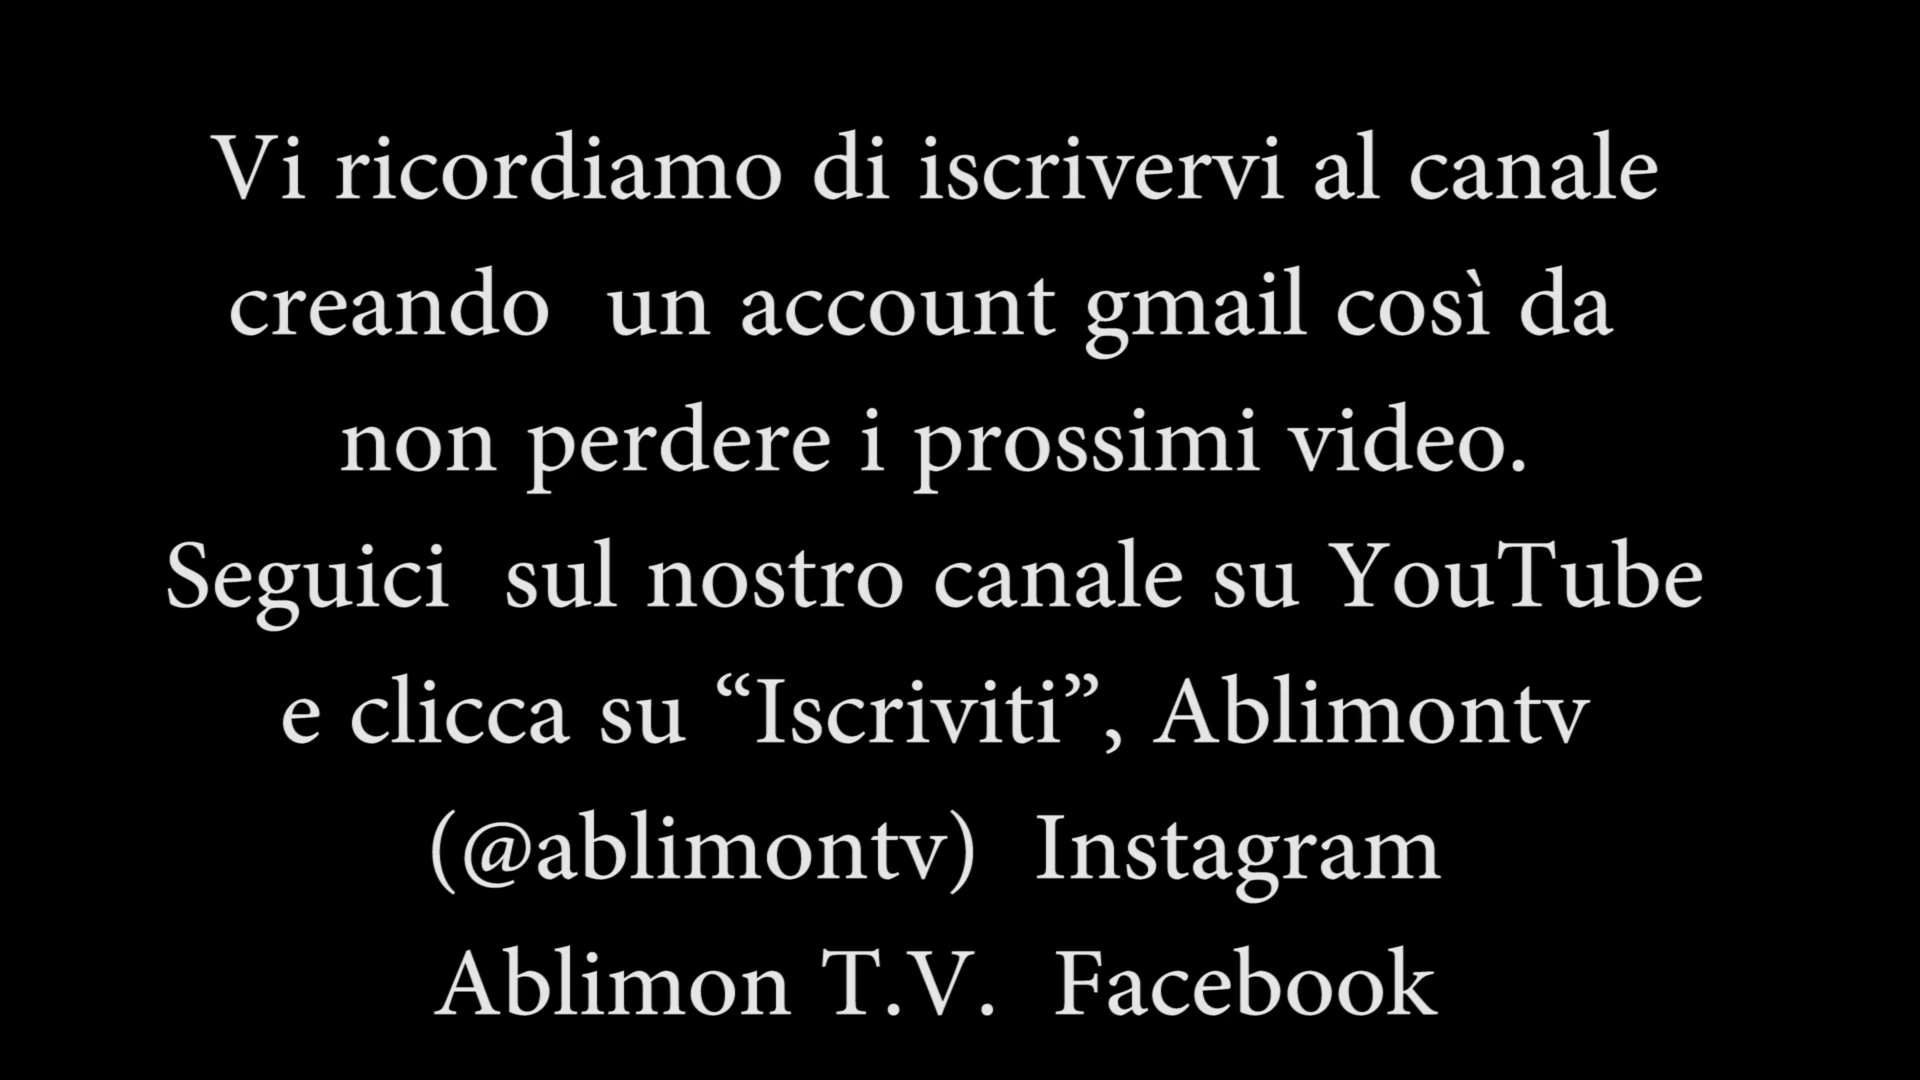 Vi ricordiamo di iscrivervi al canale
creando  un account gmail così da
non perdere i prossimi video.
Seguici  sul nostro canale su YouTube
e clicca su “Iscriviti”, Ablimontv
(@ablimontv)  Instagram
Ablimon T.V.  Facebook